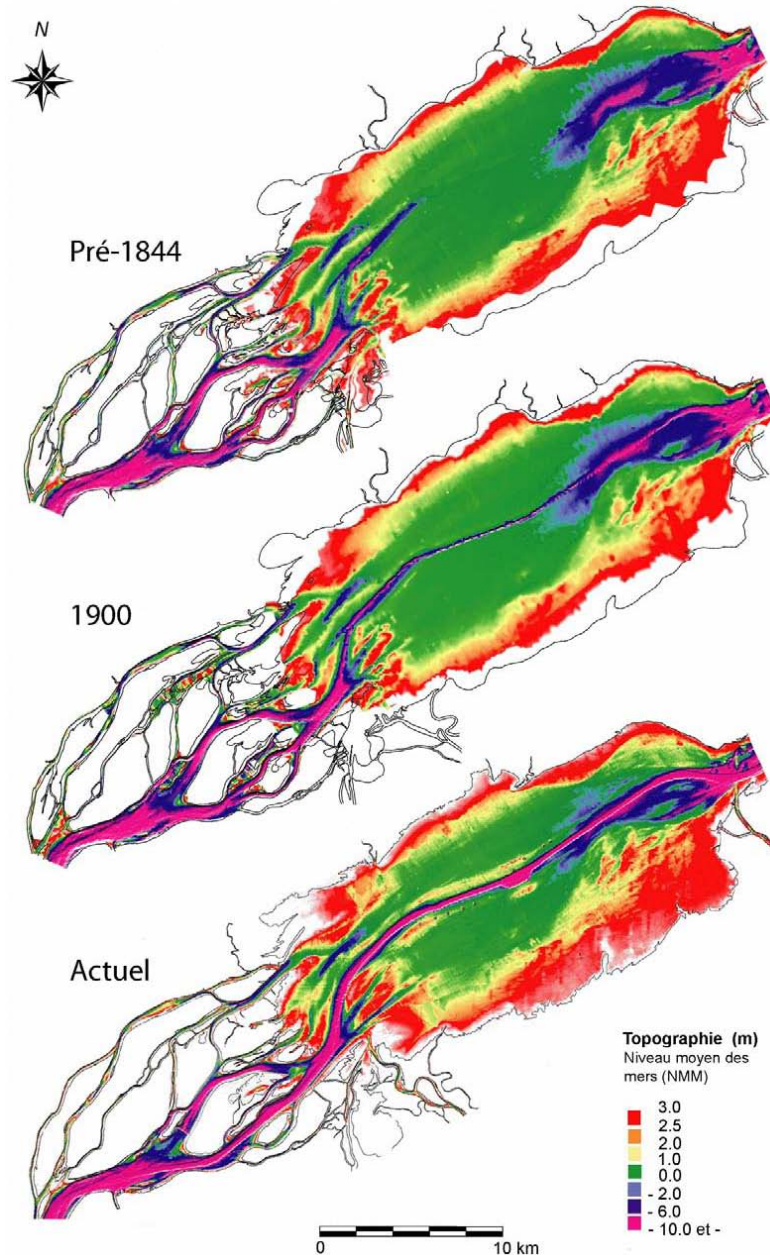 N
Pré-1844
1900
Actuel
Topographie (m)
Niveau moyen des
mers (NMM)
3.0
2.5
2.0
1.0
0.0
- 2.0
- 6.0
- 10.0 et -
0
10 km